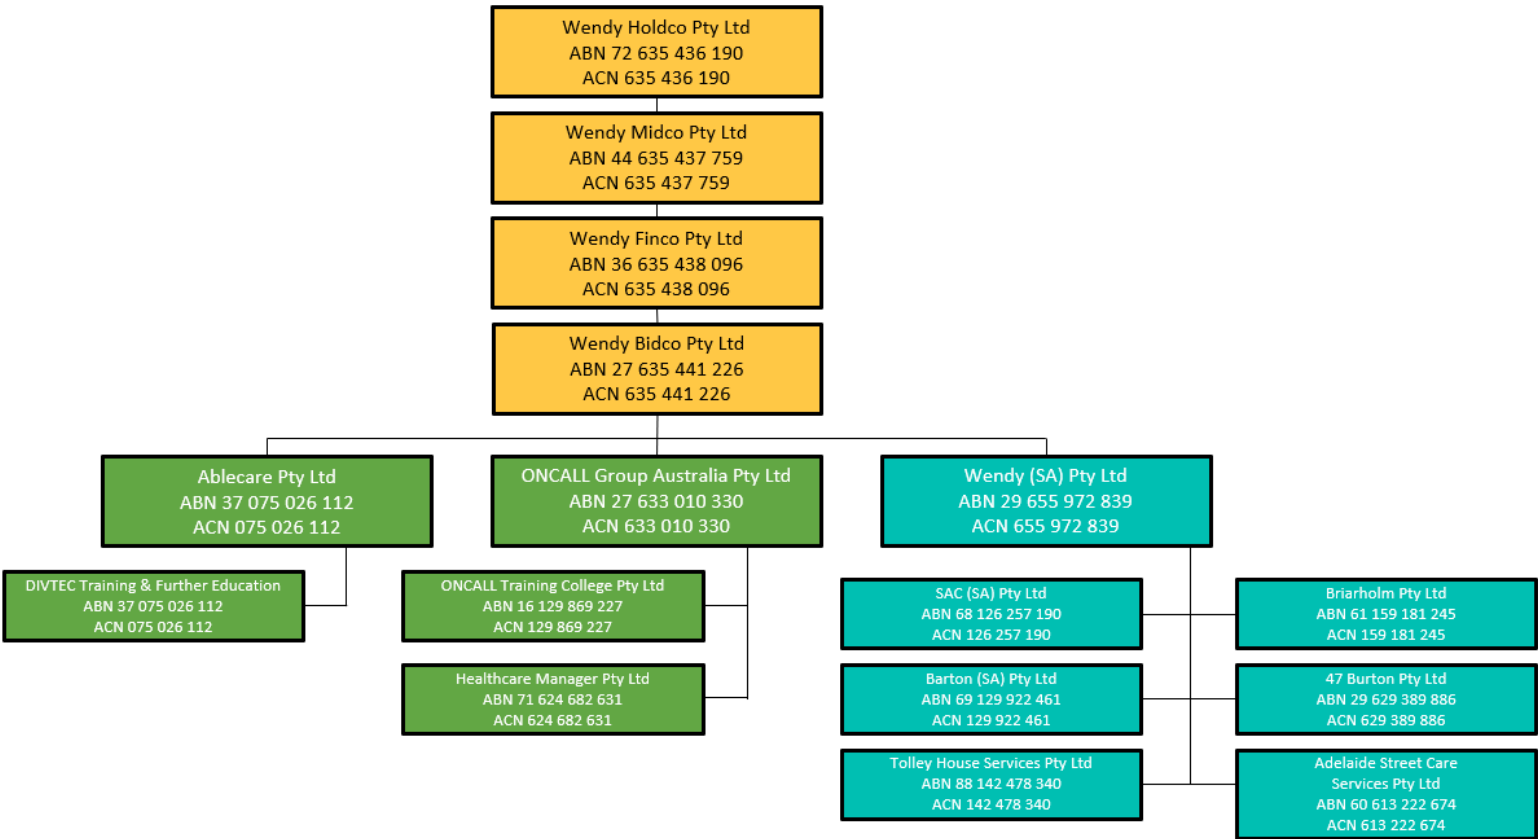 Wendy Holdco Pty Ltd
ABN 72 635 436 190
ACN 635 436 190
Wendy Midco Pty Ltd
ABN 44 635 437 759
ACN 635 437 759
Wendy Finco Pty Ltd
ABN 36 635 438 096
ACN 635 438 096
Wendy Bidco Pty Ltd
ABN 27 635 441 226
ACN 635 441 226
Ablecare Pty Ltd
ABN 37 075 026 112
ACN 075 026 112
ONCALL Group Australia Pty Ltd
ABN 27 633 010 330
ACN 633 010 330
Wendy (SA) Pty Ltd
ABN 29 655 972 839
ACN 655 972 839
DIVTEC Training & Further Education
ABN 37 075 026 112
ACN 075 026 112
ONCALL Training College Pty Ltd
ABN 16 129 869 227
ACN 129 869 227
Healthcare Manager Pty Ltd
ABN 71 624 682 631
ACN 624 682 631
SAC (SA) Pty Ltd
ABN 68 126 257 190
ACN 126 257 190
Briarholm Pty Ltd
ABN 61 159 181 245
ACN 159 181 245
Barton (SA) Pty Ltd
ABN 69 129 922 461
ACN 129 922 461
47 Burton Pty Ltd
ABN 29 629 389 886
ACN 629 389 886
Tolley House Services Pty Ltd
ABN 88 142 478 340
ACN 142 478 340
Adelaide Street Care
Services Pty Ltd
ABN 60 613 222 674
ACN 613 222 674